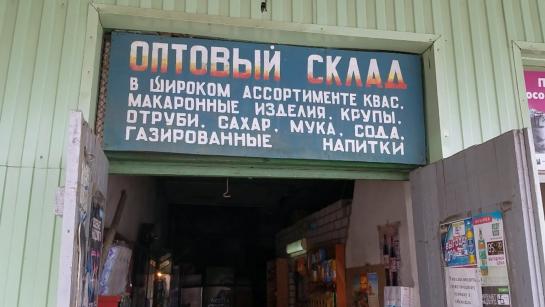 ОПТОВЫЙ СКЛАД
В ШИРОКОМ АССОРТИМЕНТЕ КВАС,
МАКАРОННЫЕ ИЗДЕЛИЯ, КРУПЫ,
ОТРУБИ, САХАР, МУКА, СОДА,
ГАЗИРОВАННЫЕ НАПИТКИ